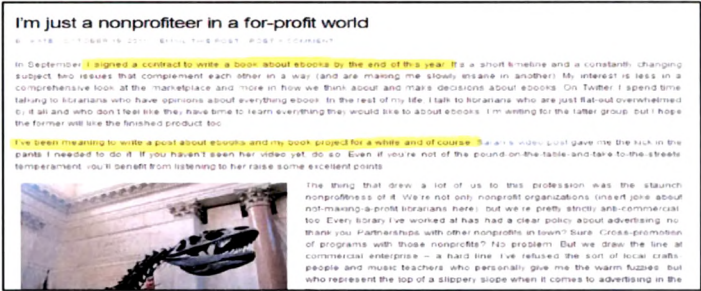 I'm just a nonprofiteer in a for-profit world
In September I signed a contract to write a book about ebooks by the end of this year. It's a short timeline and a constantly changing
subject, two issues that complement each other in a way (and are making me slowly insane in another). My interest is less in a
comprehensive look at the marketplace and more in how we think about and make decisions about ebooks. On Twitter I spend time
talking to librarians who have opinions about everything ebook. In the rest of my life, I talk to librarians who are just flat-out overwhelmed
by it all and who don't feel like they have time to learn everything they would like to about ebooks. I'm writing for the latter group, but I hope
the former will like the finished product, too.
I've been meaning to write a post about ebooks and my book project for a while and of course video post gave me the kick in the
pants I needed to do it. If you haven't seen her video yet, do so. Even if you're not of the pound-on-the-table-and-take-to-the-streets
temperament, you'll benefit from listening to her raise some excellent points.
The thing that drew a lot of us to this profession was the staunch
nonprofitness of it. We're not only nonprofit organizations (insert joke about
not-making-a-profit librarians here), but we're pretty strictly anti-commercial,
too. Every library I've worked at has had a clear policy about advertising: no
thank you. Partnerships with other nonprofits in town? Sure. Cross-promotion
of programs with those nonprofits? No problem. But we draw the line at
commercial enterprise – a hard line. I've refused the sort of local crafts-
people and music teachers who personally give me the warm fuzzies, but
who represent the top of a slippery slope when it comes to advertising in the